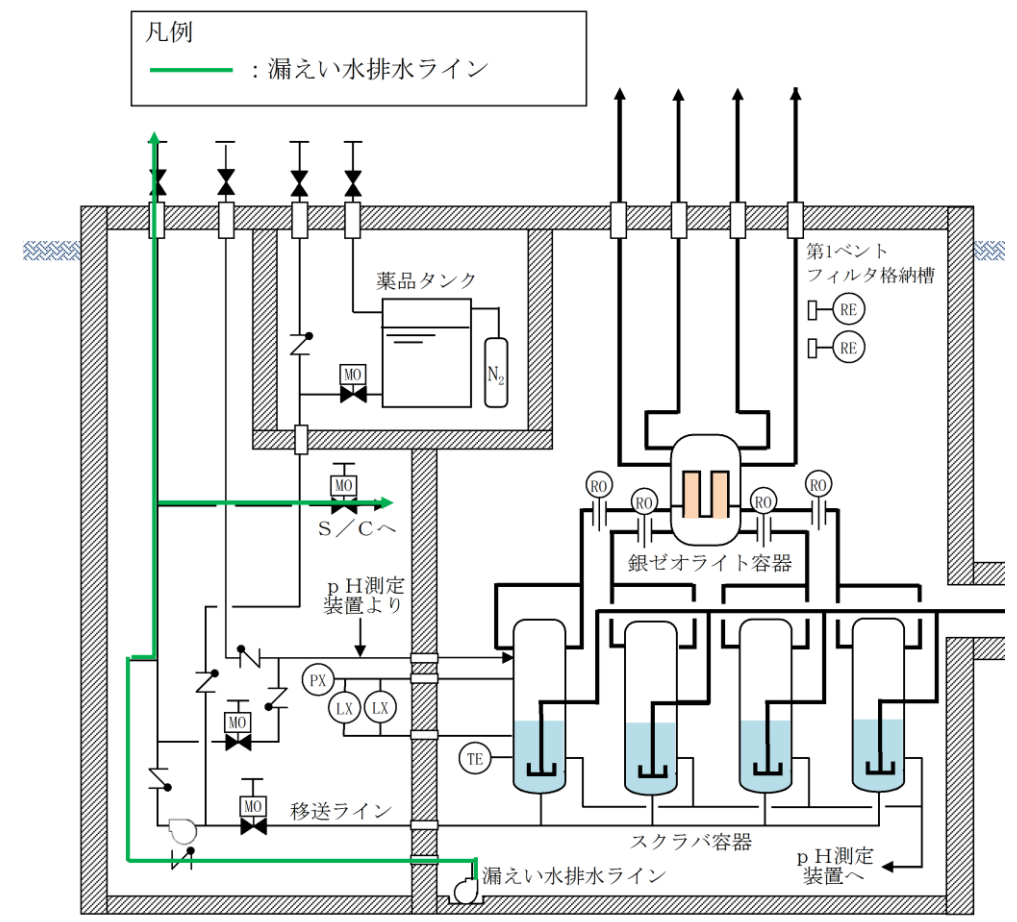 凡例
：漏えい水排水ライン
第1ベント
フィルタ格納槽
RE
RE
薬品タンク
MO
N₂
MO
S／Cへ
RO
RO
RO
RO
銀ゼオライト容器
ｐH測定
装置より
PX
LX
LX
MO
TE
MO
移送ライン
スクラバ容器
ｐH測定
装置へ
漏えい水排水ライン